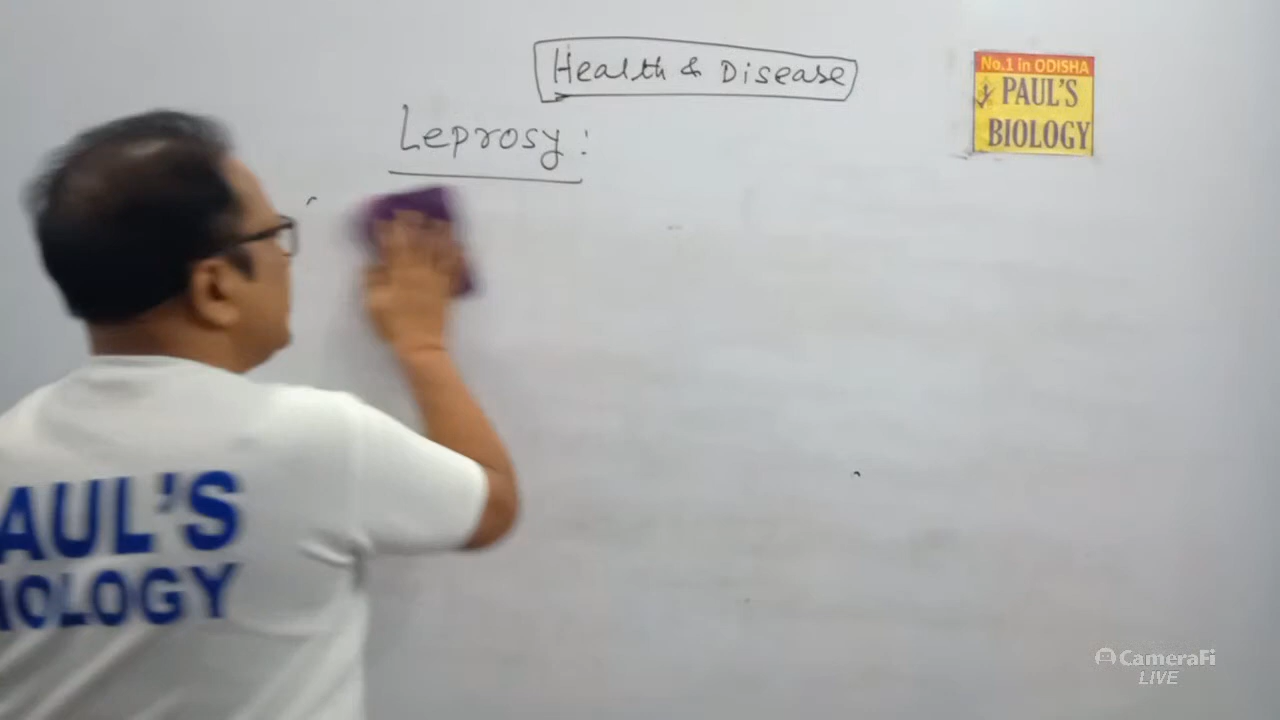 Health & Disease
Leprosy:
No.1 in ODISHA
PAUL'S
BIOLOGY
AUL'S
IOLOGY
CameraFi
LIVE